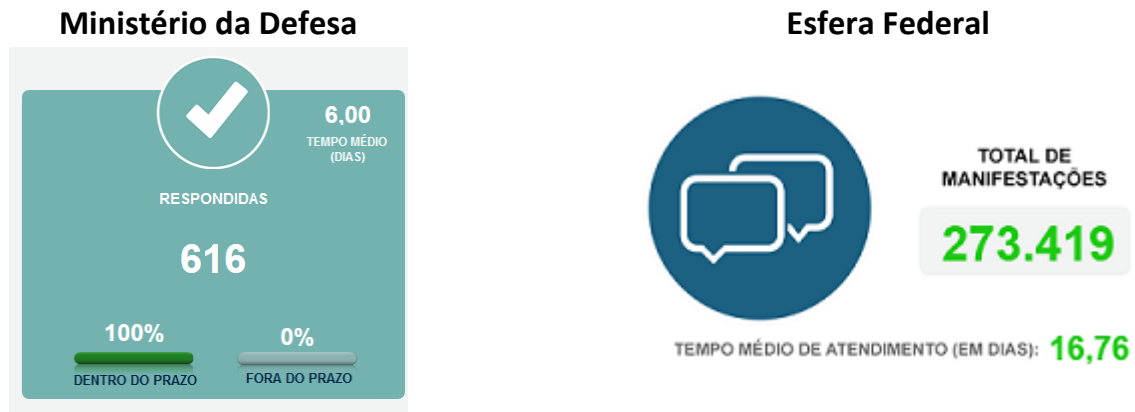 Ministério da Defesa
6,00
TEMPO MÉDIO
(DIAS)
RESPONDIDAS
616
100%
DENTRO DO PRAZO
0%
FORA DO PRAZO
Esfera Federal
TOTAL DE
MANIFESTAÇÕES
273.419
TEMPO MÉDIO DE ATENDIMENTO (EM DIAS): 16,76